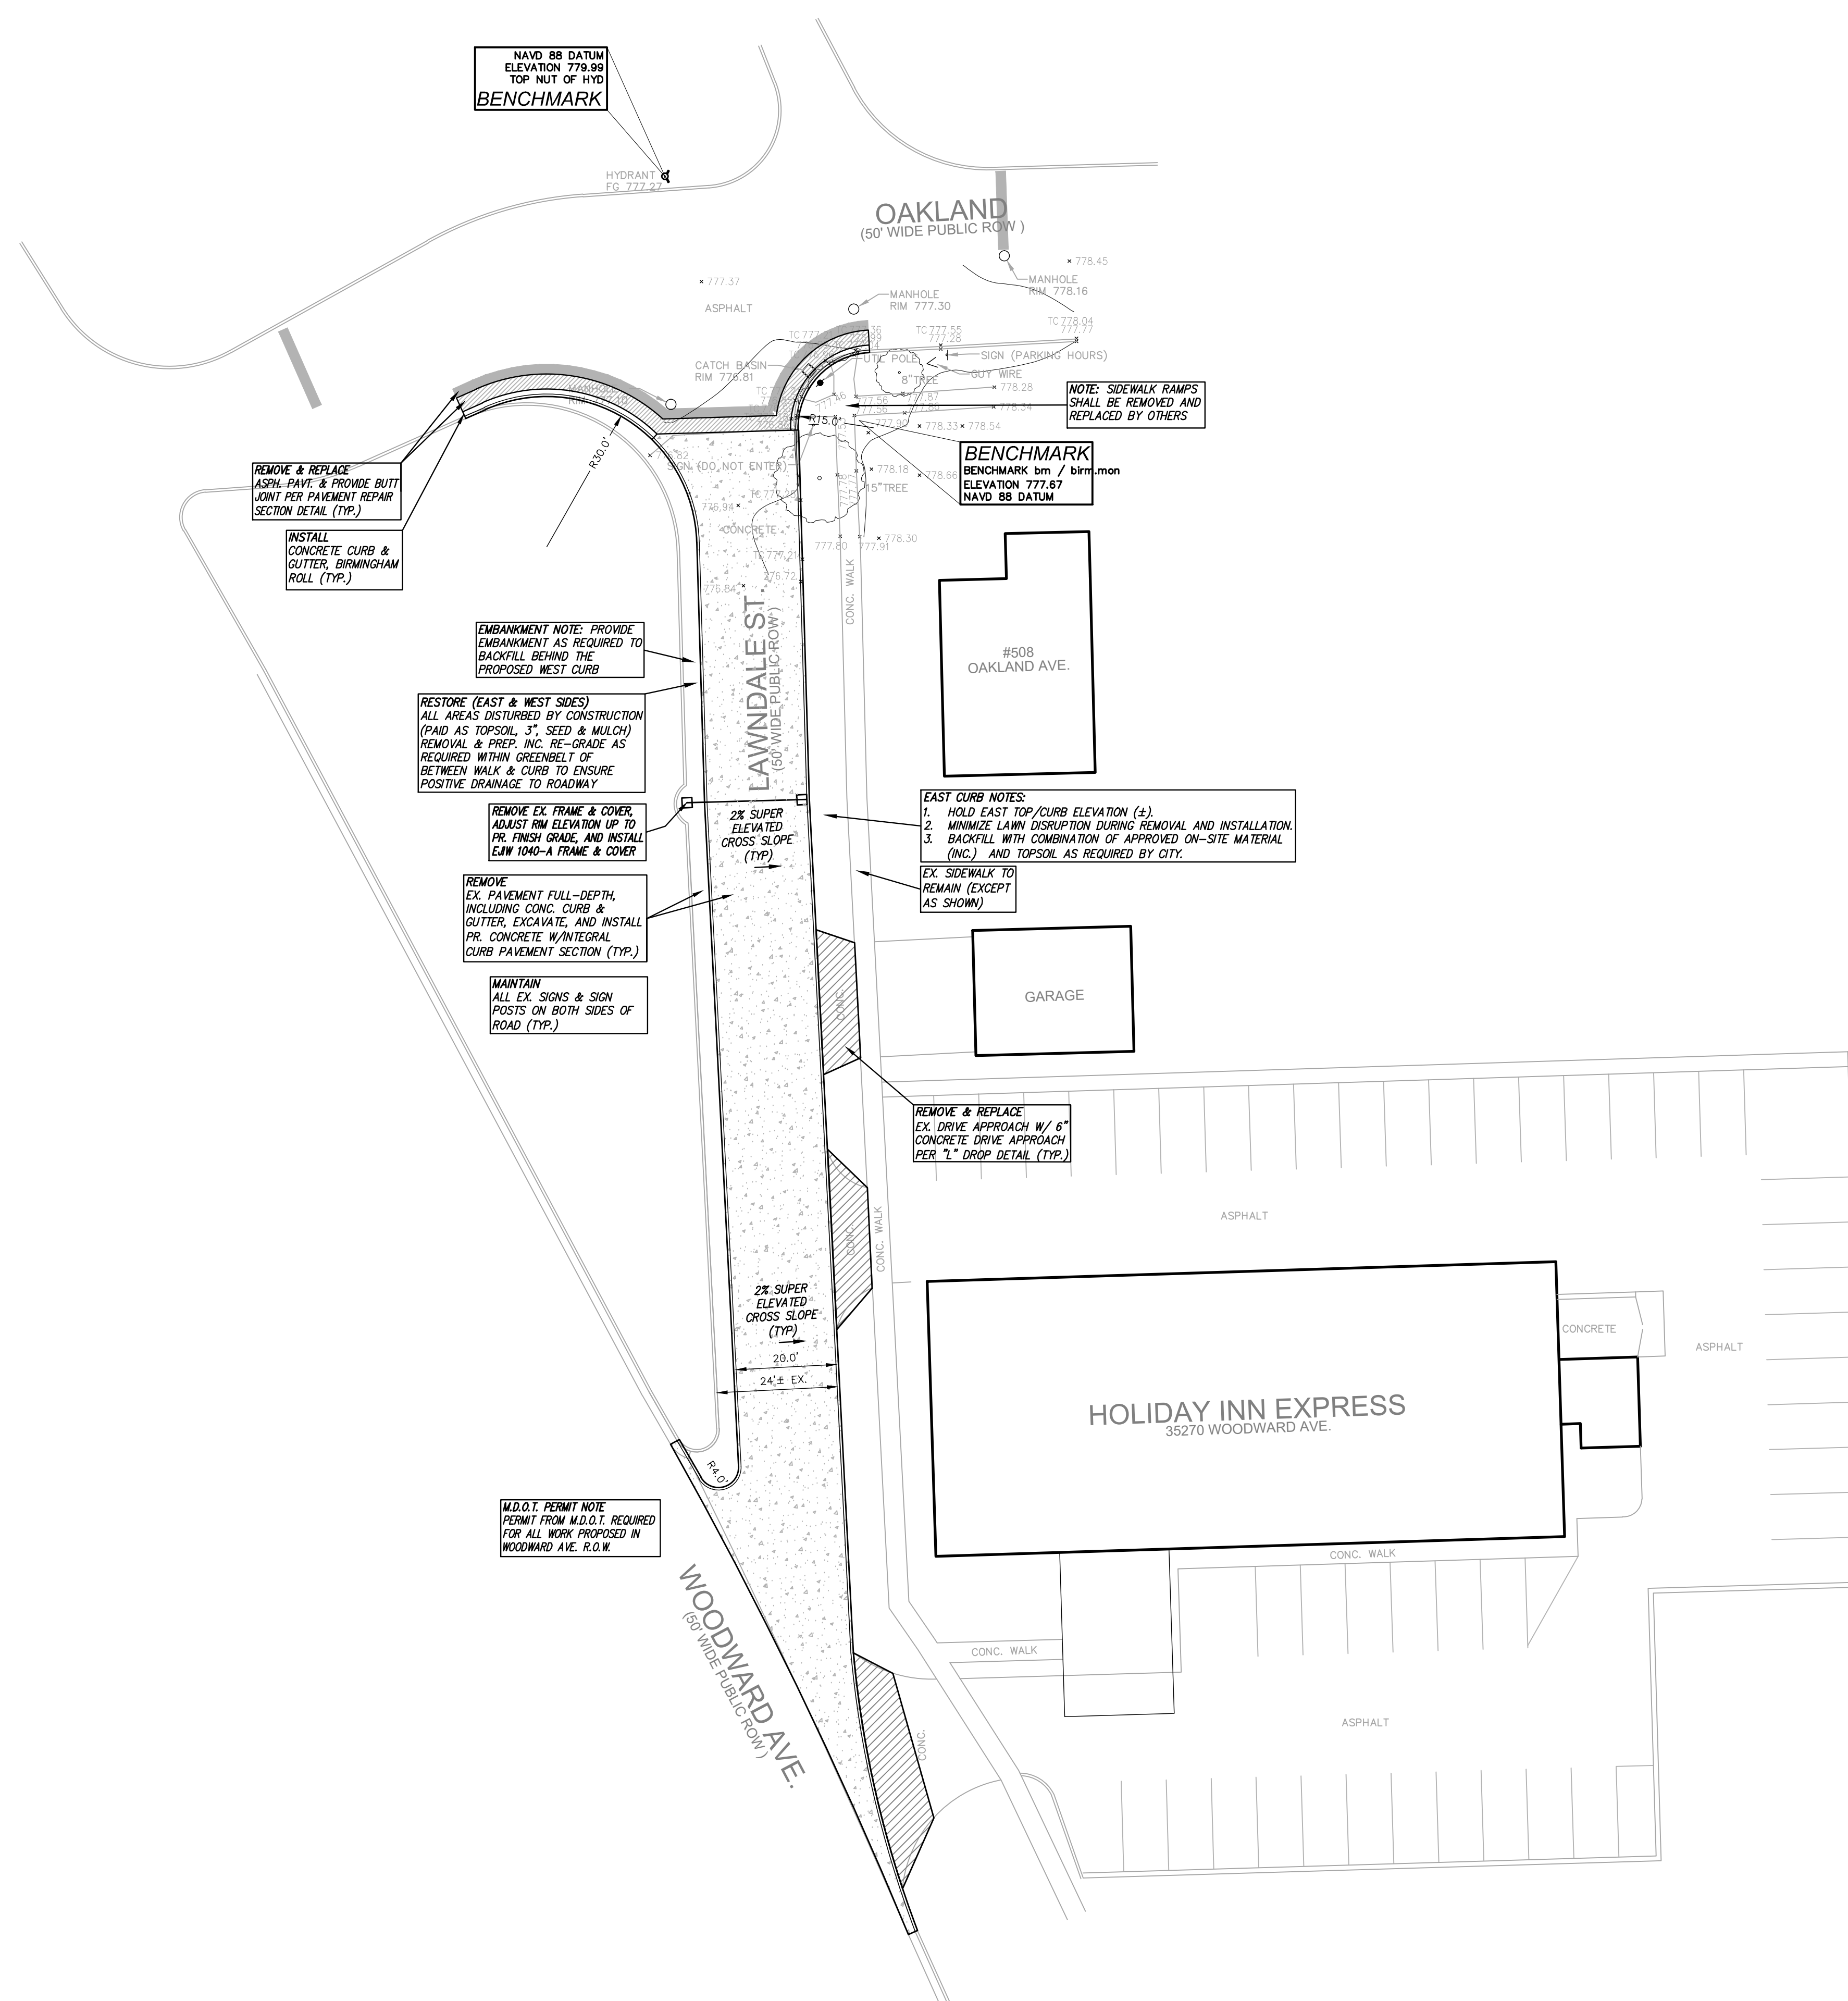 NAVD 88 DATUM
ELEVATION 779.99
TOP NUT OF HYD
BENCHMARK
HYDRANT
FG 777.27
OAKLAND
(50' WIDE PUBLIC ROW )
778.45
MANHOLE
RIM 778.16
777.37
ASPHALT
MANHOLE
RIM 777.30
TC 777.55
777.28
TC 778.04
777.77
SIGN (PARKING HOURS)
UTIL POLE
GUY WIRE
8"TREE
CATCH BASIN
RIM 776.81
MANHOLE
778.28
778.34
777.56
777.56
777.90
778.33
778.54
NOTE: SIDEWALK RAMPS
SHALL BE REMOVED AND
REPLACED BY OTHERS
R15.0'
R30.0'
BENCHMARK
BENCHMARK bm / birm.mon
ELEVATION 777.67
NAVD 88 DATUM
REMOVE & REPLACE
ASPH. PAVT. & PROVIDE BUTT
JOINT PER PAVEMENT REPAIR
SECTION DETAIL (TYP.)
SIGN (DO NOT ENTER)
778.18
778.66
15"TREE
776.94
CONCRETE
INSTALL
CONCRETE CURB &
GUTTER, BIRMINGHAM
ROLL (TYP.)
777.80
777.91
778.30
TC 777.21
776.84
CONC. WALK
LAWNDALE ST.
(50' WIDE PUBLIC ROW )
#508
OAKLAND AVE.
EMBANKMENT NOTE: PROVIDE
EMBANKMENT AS REQUIRED TO
BACKFILL BEHIND THE
PROPOSED WEST CURB
RESTORE (EAST & WEST SIDES)
ALL AREAS DISTURBED BY CONSTRUCTION
(PAID AS TOPSOIL, 3", SEED & MULCH)
REMOVAL & PREP. INC. RE-GRADE AS
REQUIRED WITHIN GREENBELT OF
BETWEEN WALK & CURB TO ENSURE
POSITIVE DRAINAGE TO ROADWAY
REMOVE EX. FRAME & COVER,
ADJUST RIM ELEVATION UP TO
PR. FINISH GRADE, AND INSTALL
EJIW 1040-A FRAME & COVER
2% SUPER
ELEVATED
CROSS SLOPE
(TYP)
EAST CURB NOTES:
1. HOLD EAST TOP/CURB ELEVATION (±).
2. MINIMIZE LAWN DISRUPTION DURING REMOVAL AND INSTALLATION.
3. BACKFILL WITH COMBINATION OF APPROVED ON-SITE MATERIAL
(INC.) AND TOPSOIL AS REQUIRED BY CITY.
EX. SIDEWALK TO
REMAIN (EXCEPT
AS SHOWN)
REMOVE
EX. PAVEMENT FULL-DEPTH,
INCLUDING CONC. CURB &
GUTTER, EXCAVATE, AND INSTALL
PR. CONCRETE W/INTEGRAL
CURB PAVEMENT SECTION (TYP.)
MAINTAIN
ALL EX. SIGNS & SIGN
POSTS ON BOTH SIDES OF
ROAD (TYP.)
CONC.
GARAGE
REMOVE & REPLACE
EX. DRIVE APPROACH W/ 6"
CONCRETE DRIVE APPROACH
PER "L" DROP DETAIL (TYP.)
ASPHALT
CONC.
CONC. WALK
2% SUPER
ELEVATED
CROSS SLOPE
(TYP)
20.0'
24'± EX.
CONCRETE
ASPHALT
HOLIDAY INN EXPRESS
35270 WOODWARD AVE.
R4.0'
M.D.O.T. PERMIT NOTE
PERMIT FROM M.D.O.T. REQUIRED
FOR ALL WORK PROPOSED IN
WOODWARD AVE. R.O.W.
CONC. WALK
WOODWARD AVE.
(50' WIDE PUBLIC ROW )
CONC. WALK
CONC.
ASPHALT